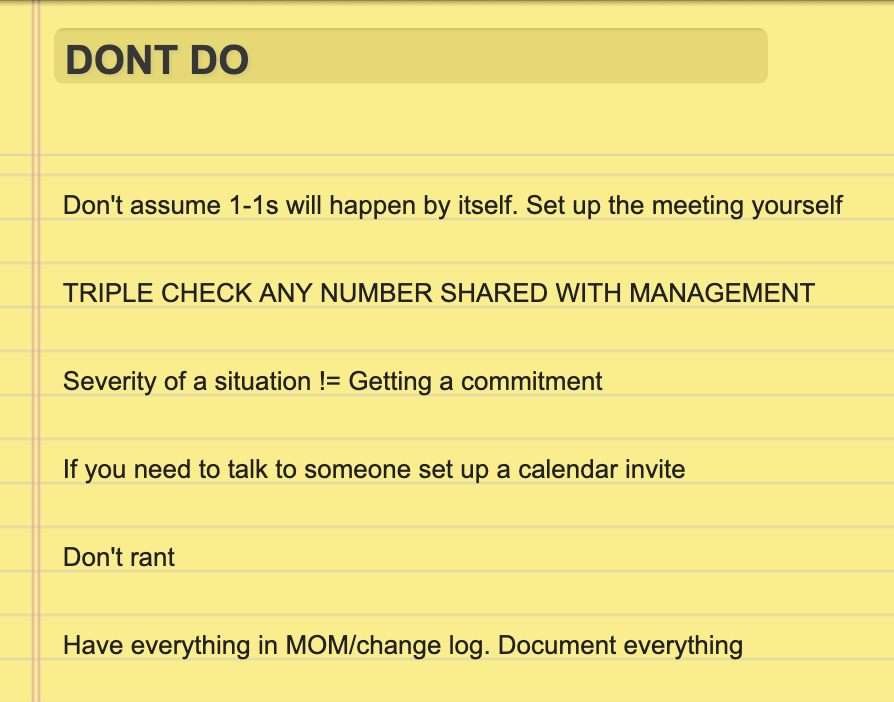 DONT DO
Don't assume 1-1s will happen by itself. Set up the meeting yourself
TRIPLE CHECK ANY NUMBER SHARED WITH MANAGEMENT
Severity of a situation != Getting a commitment
If you need to talk to someone set up a calendar invite
Don't rant
Have everything in MOM/change log. Document everything